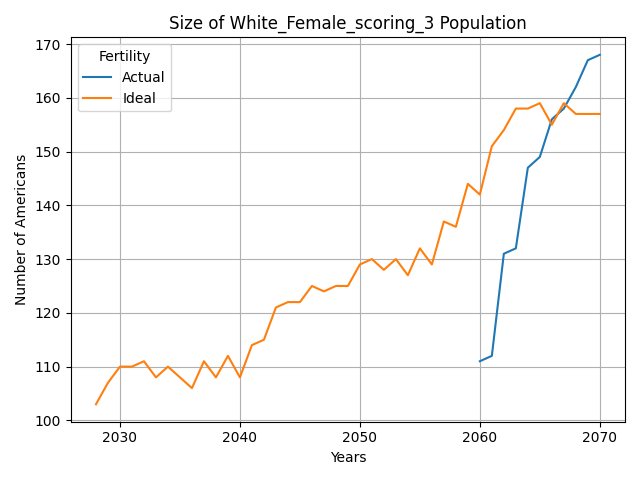 Size of White_Female_scoring_3 Population
Fertility
Actual
Ideal
Number of Americans
170
160
150
140
130
120
110
100
2030 2040 2050 2060 2070
Years